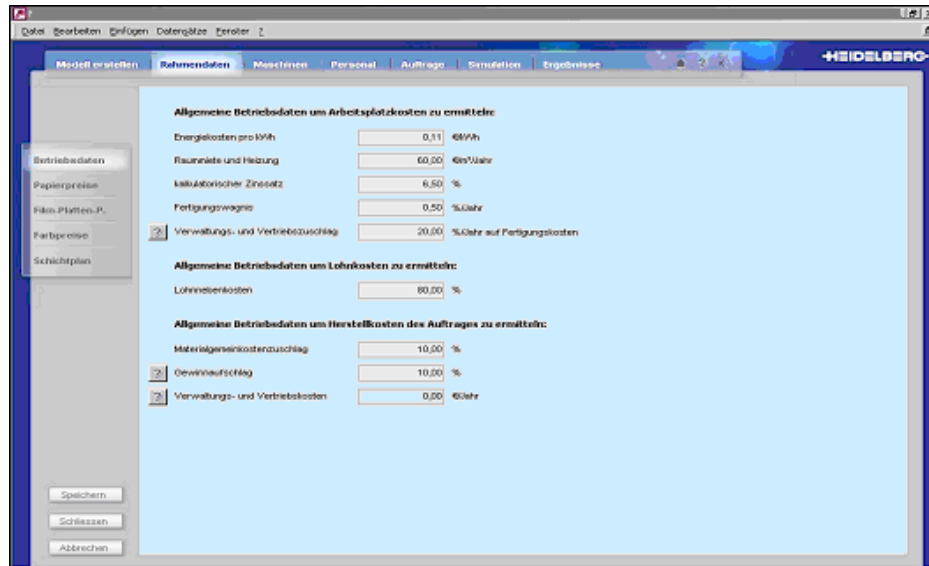 Datei Bearbeiten Einfügen Datensätze Fenster ?
Modell erstellen Rahmendaten Maschinen Personal Aufträge Simulation Ergebnisse ? HEIDELBERG
Allgemeine Betriebsdaten um Arbeitsplatzkosten zu ermitteln:
Energiekosten pro kWh 0,11 €/kWh
Betriebsdaten
Raummiete und Heizung 60,00 €/m²/Jahr
Papierpreise
kalkulatorischer Zinssatz 6,50 %
Film-Platten-P.
Fertigungswagnis 0,50 %/Jahr
Farbpreise
? Verwaltungs- und Vertriebszuschlag 20,00 %/Jahr auf Fertigungskosten
Schichtplan
Allgemeine Betriebsdaten um Lohnkosten zu ermitteln:
Lohnnebenkosten 80,00 %
Allgemeine Betriebsdaten um Herstellkosten des Auftrages zu ermitteln:
Materialgemeinkostenzuschlag 10,00 %
? Gewinnaufschlag 10,00 %
? Verwaltungs- und Vertriebskosten 0,00 €/Jahr
Speichern
Schliessen
Abbrechen